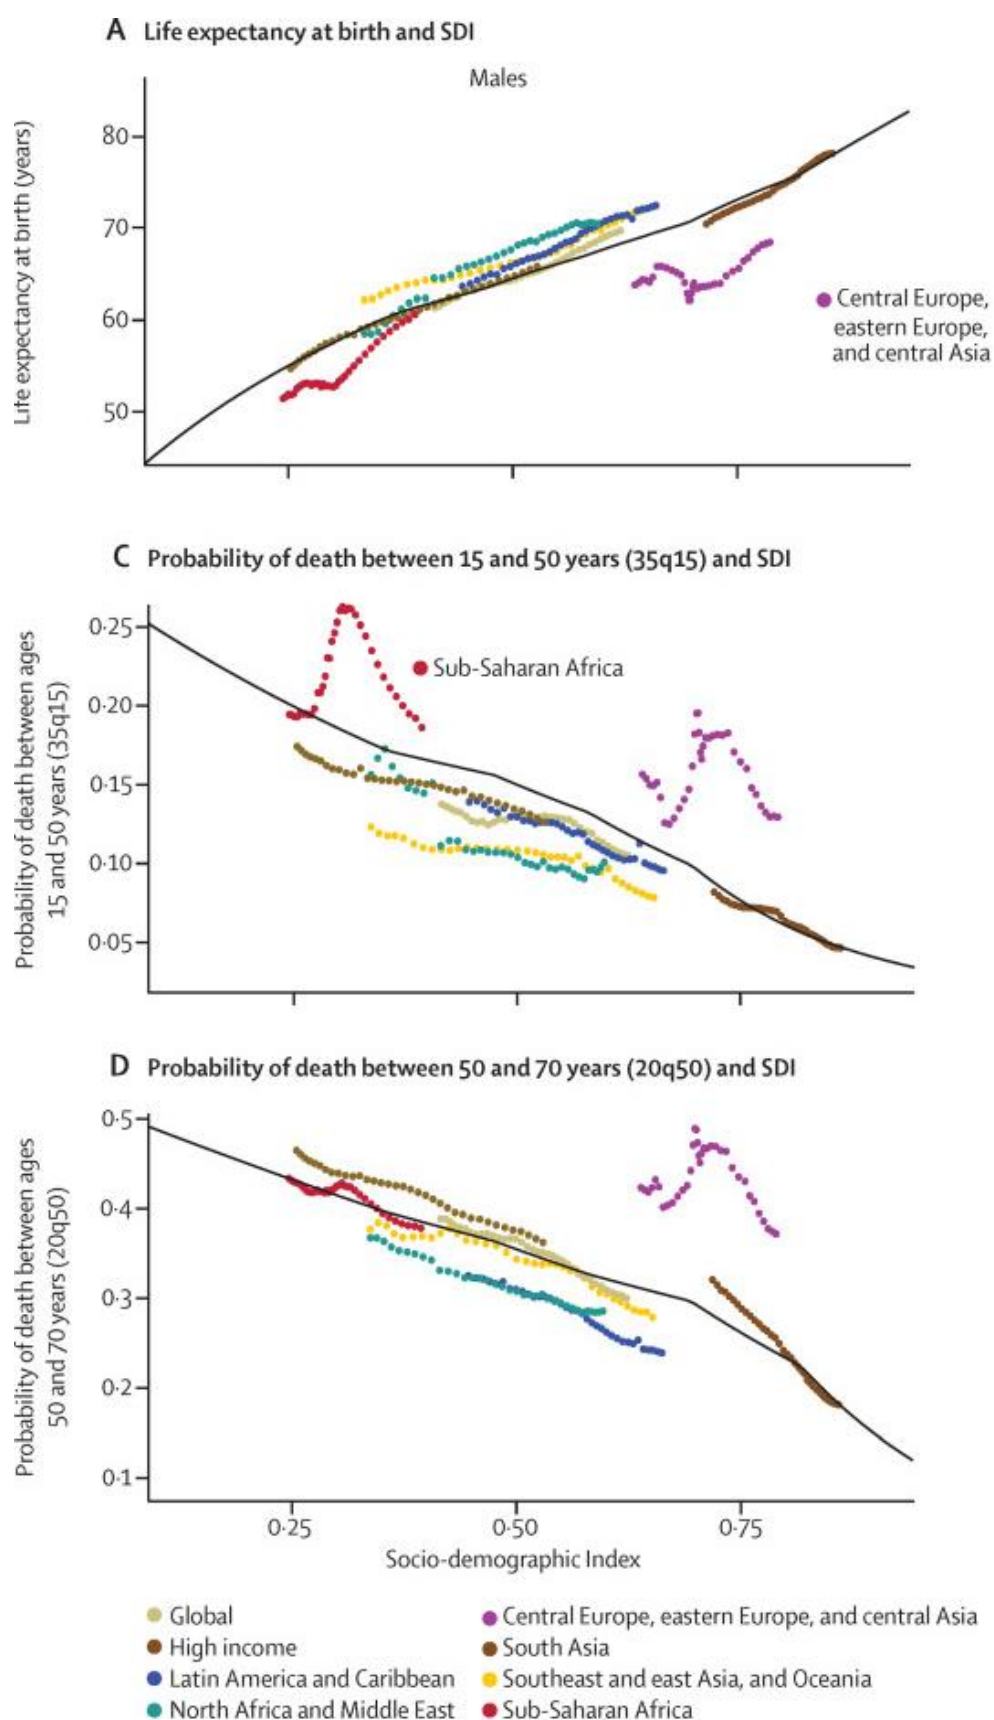 A Life expectancy at birth and SDI
Males
Life expectancy at birth (years)
80
70
60
50
Central Europe,
eastern Europe,
and central Asia
C Probability of death between 15 and 50 years (35q15) and SDI
Probability of death between ages
15 and 50 years (35q15)
0·25
0·20
0·15
0·10
0·05
Sub-Saharan Africa
D Probability of death between 50 and 70 years (20q50) and SDI
Probability of death between ages
50 and 70 years (20q50)
0·5
0·4
0·3
0·2
0·1
0·25 0·50 0·75
Socio-demographic Index
Global
High income
Latin America and Caribbean
North Africa and Middle East
Central Europe, eastern Europe, and central Asia
South Asia
Southeast and east Asia, and Oceania
Sub-Saharan Africa